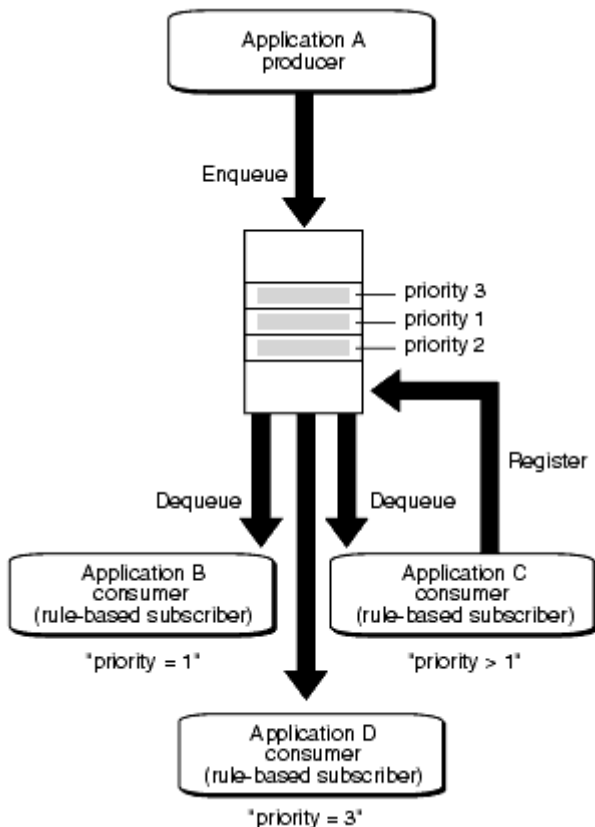 Application A
producer
Enqueue
priority 3
priority 1
priority 2
Register
Dequeue
Dequeue
Application B
consumer
(rule-based subscriber)
"priority = 1"
Application C
consumer
(rule-based subscriber)
"priority > 1"
Application D
consumer
(rule-based subscriber)
"priority = 3"